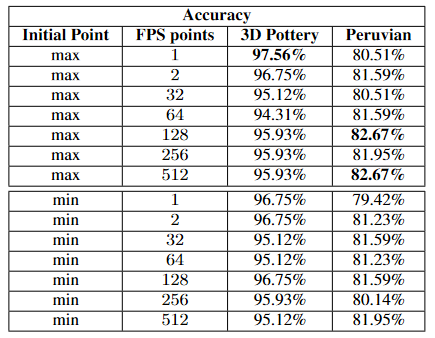 Accuracy
Initial Point FPS points 3D Pottery Peruvian
max 1 97.56% 80.51%
max 2 96.75% 81.59%
max 32 95.12% 80.51%
max 64 94.31% 81.59%
max 128 95.93% 82.67%
max 256 95.93% 81.95%
max 512 95.93% 82.67%
min 1 96.75% 79.42%
min 2 96.75% 81.23%
min 32 95.12% 81.59%
min 64 95.12% 81.23%
min 128 96.75% 81.59%
min 256 95.93% 80.14%
min 512 95.12% 81.95%